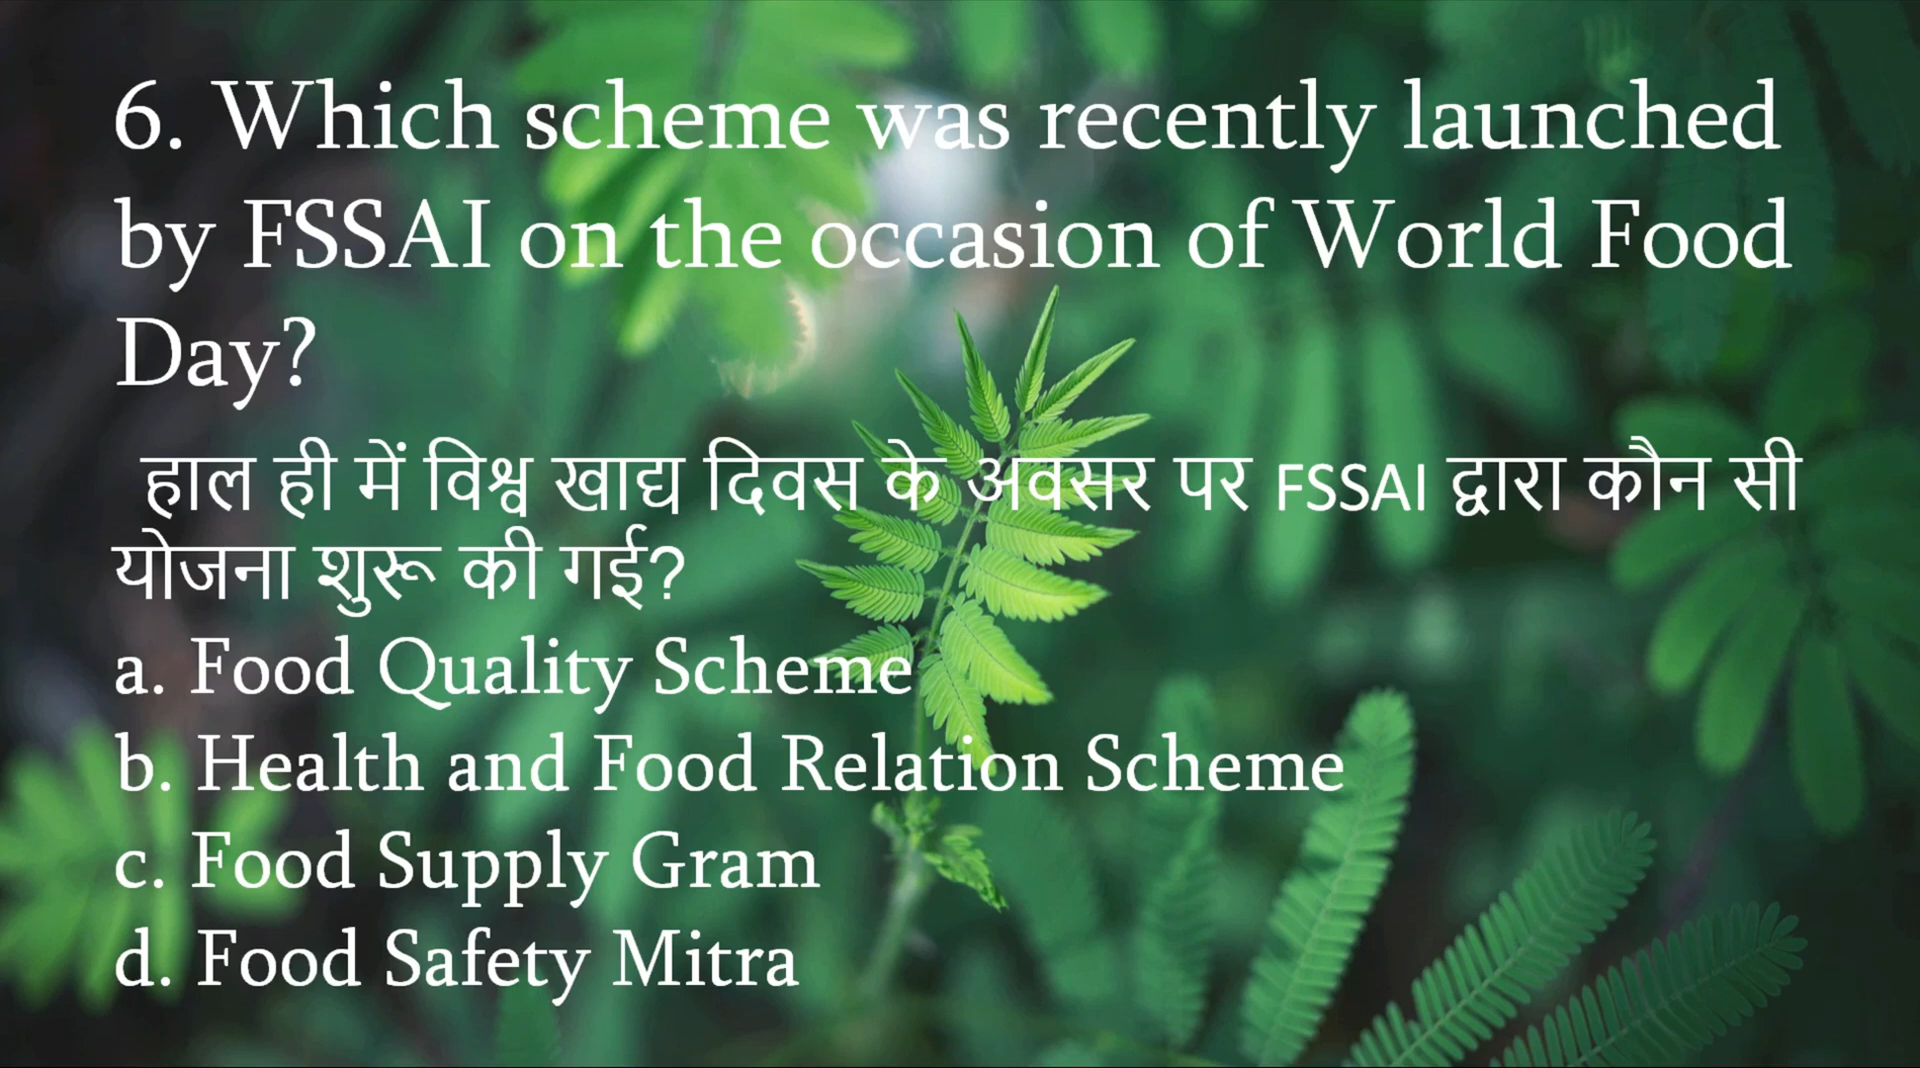 6. Which scheme was recently launched
by FSSAI on the occasion of World Food
Day?
हाल ही में विश्व खाद्य दिवस के अवसर पर FSSAI द्वारा कौन सी
योजना शुरू की गई?
a. Food Quality Scheme
b. Health and Food Relation Scheme
c. Food Supply Gram
d. Food Safety Mitra